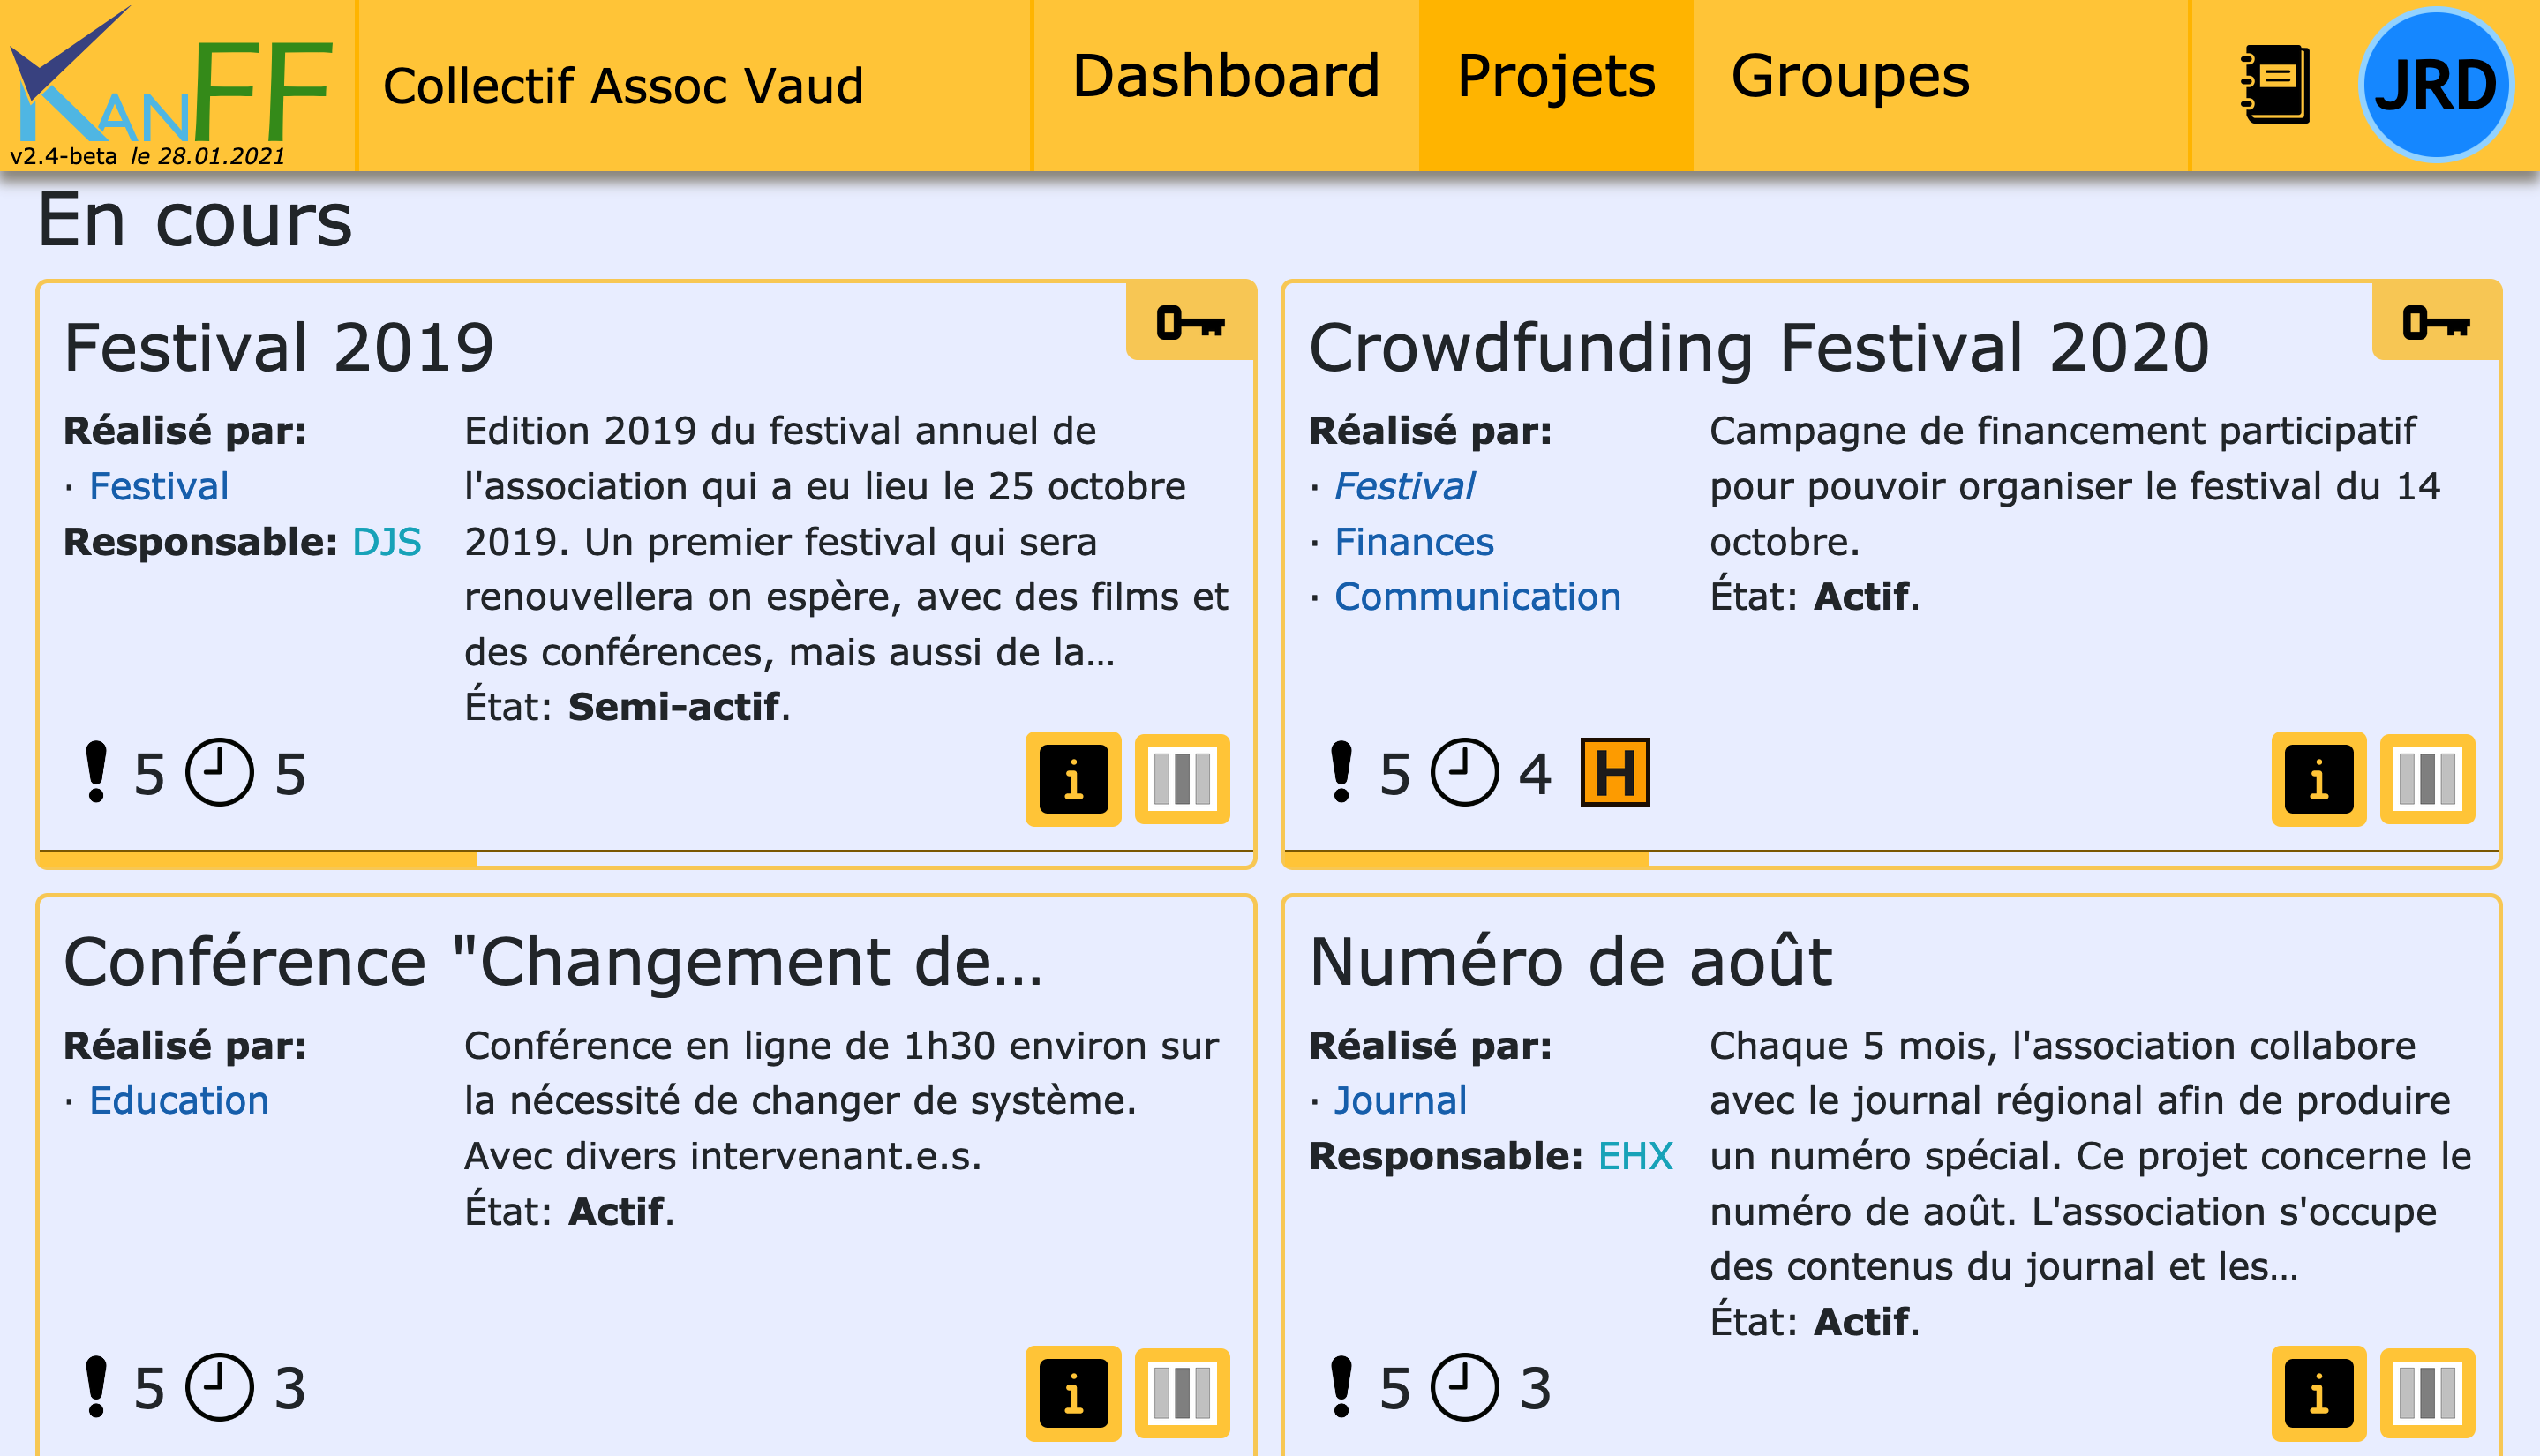 KANFF
v2.4-beta le 28.01.2021
Collectif Assoc Vaud
Dashboard
Projets
Groupes
JRD
En cours
Festival 2019
Réalisé par:
· Festival
Responsable: DJS
Edition 2019 du festival annuel de
l'association qui a eu lieu le 25 octobre
2019. Un premier festival qui sera
renouvellera on espère, avec des films et
des conférences, mais aussi de la...
État: Semi-actif.
5 5
i
Crowdfunding Festival 2020
Réalisé par:
· Festival
· Finances
· Communication
Campagne de financement participatif
pour pouvoir organiser le festival du 14
octobre.
État: Actif.
5 4 H
i
Conférence "Changement de...
Réalisé par:
· Education
Conférence en ligne de 1h30 environ sur
la nécessité de changer de système.
Avec divers intervenant.e.s.
État: Actif.
5 3
i
Numéro de août
Réalisé par:
· Journal
Responsable: EHX
Chaque 5 mois, l'association collabore
avec le journal régional afin de produire
un numéro spécial. Ce projet concerne le
numéro de août. L'association s'occupe
des contenus du journal et les...
État: Actif.
5 3
i